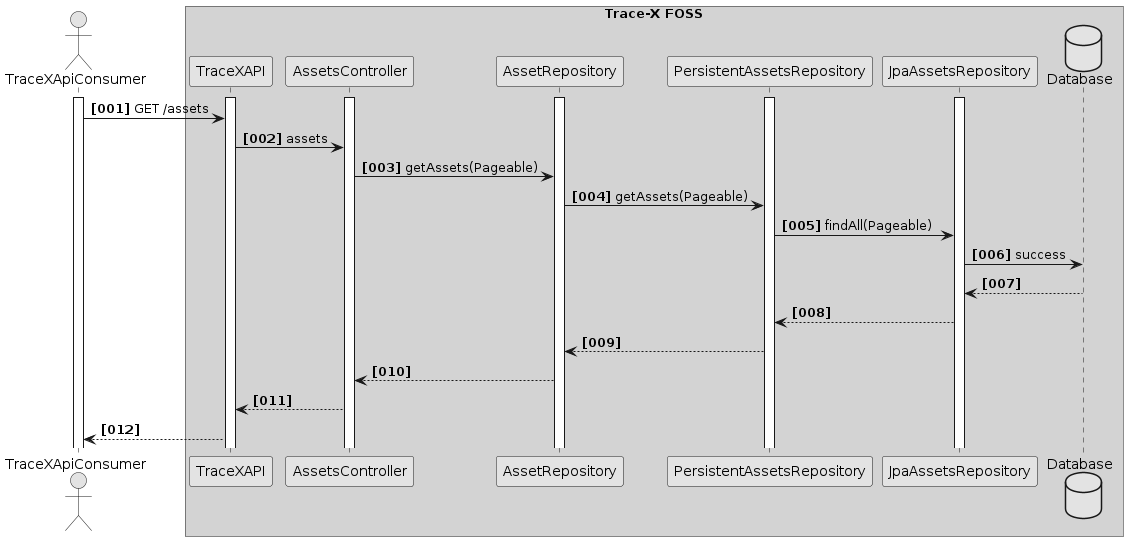 Trace-X FOSS
TraceXApiConsumer
TraceXAPI
AssetsController
AssetRepository
PersistentAssetsRepository
JpaAssetsRepository
Database
[001] GET /assets
[002] assets
[003] getAssets(Pageable)
[004] getAssets(Pageable)
[005] findAll(Pageable)
[006] success
[007]
[008]
[009]
[010]
[011]
[012]
TraceXApiConsumer
TraceXAPI
AssetsController
AssetRepository
PersistentAssetsRepository
JpaAssetsRepository
Database